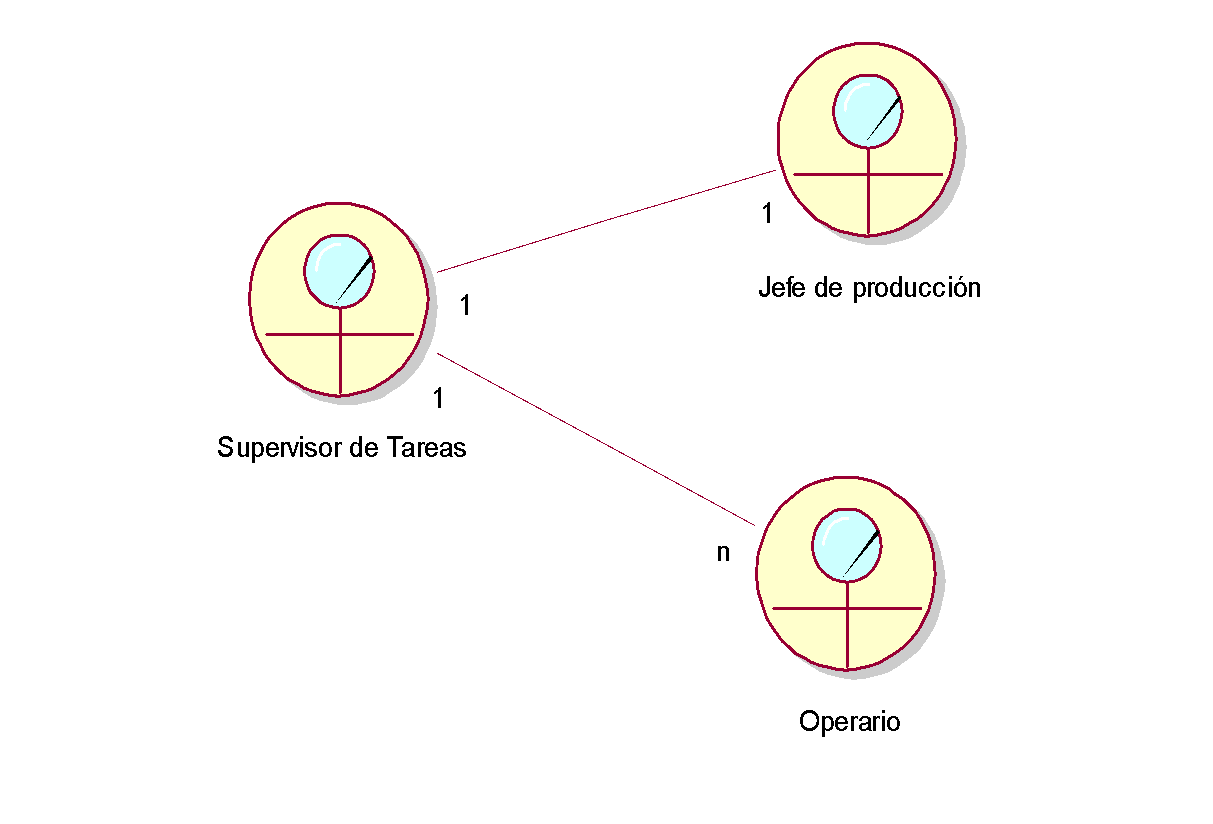 1
Jefe de producción
1
1
Supervisor de Tareas
n
Operario